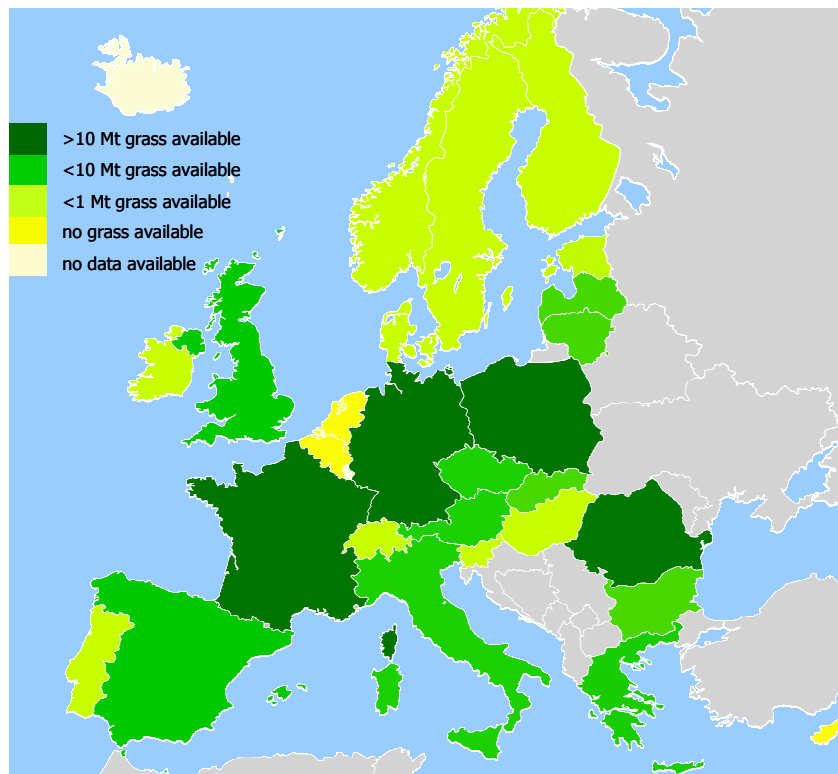 >10 Mt grass available
<10 Mt grass available
<1 Mt grass available
no grass available
no data available